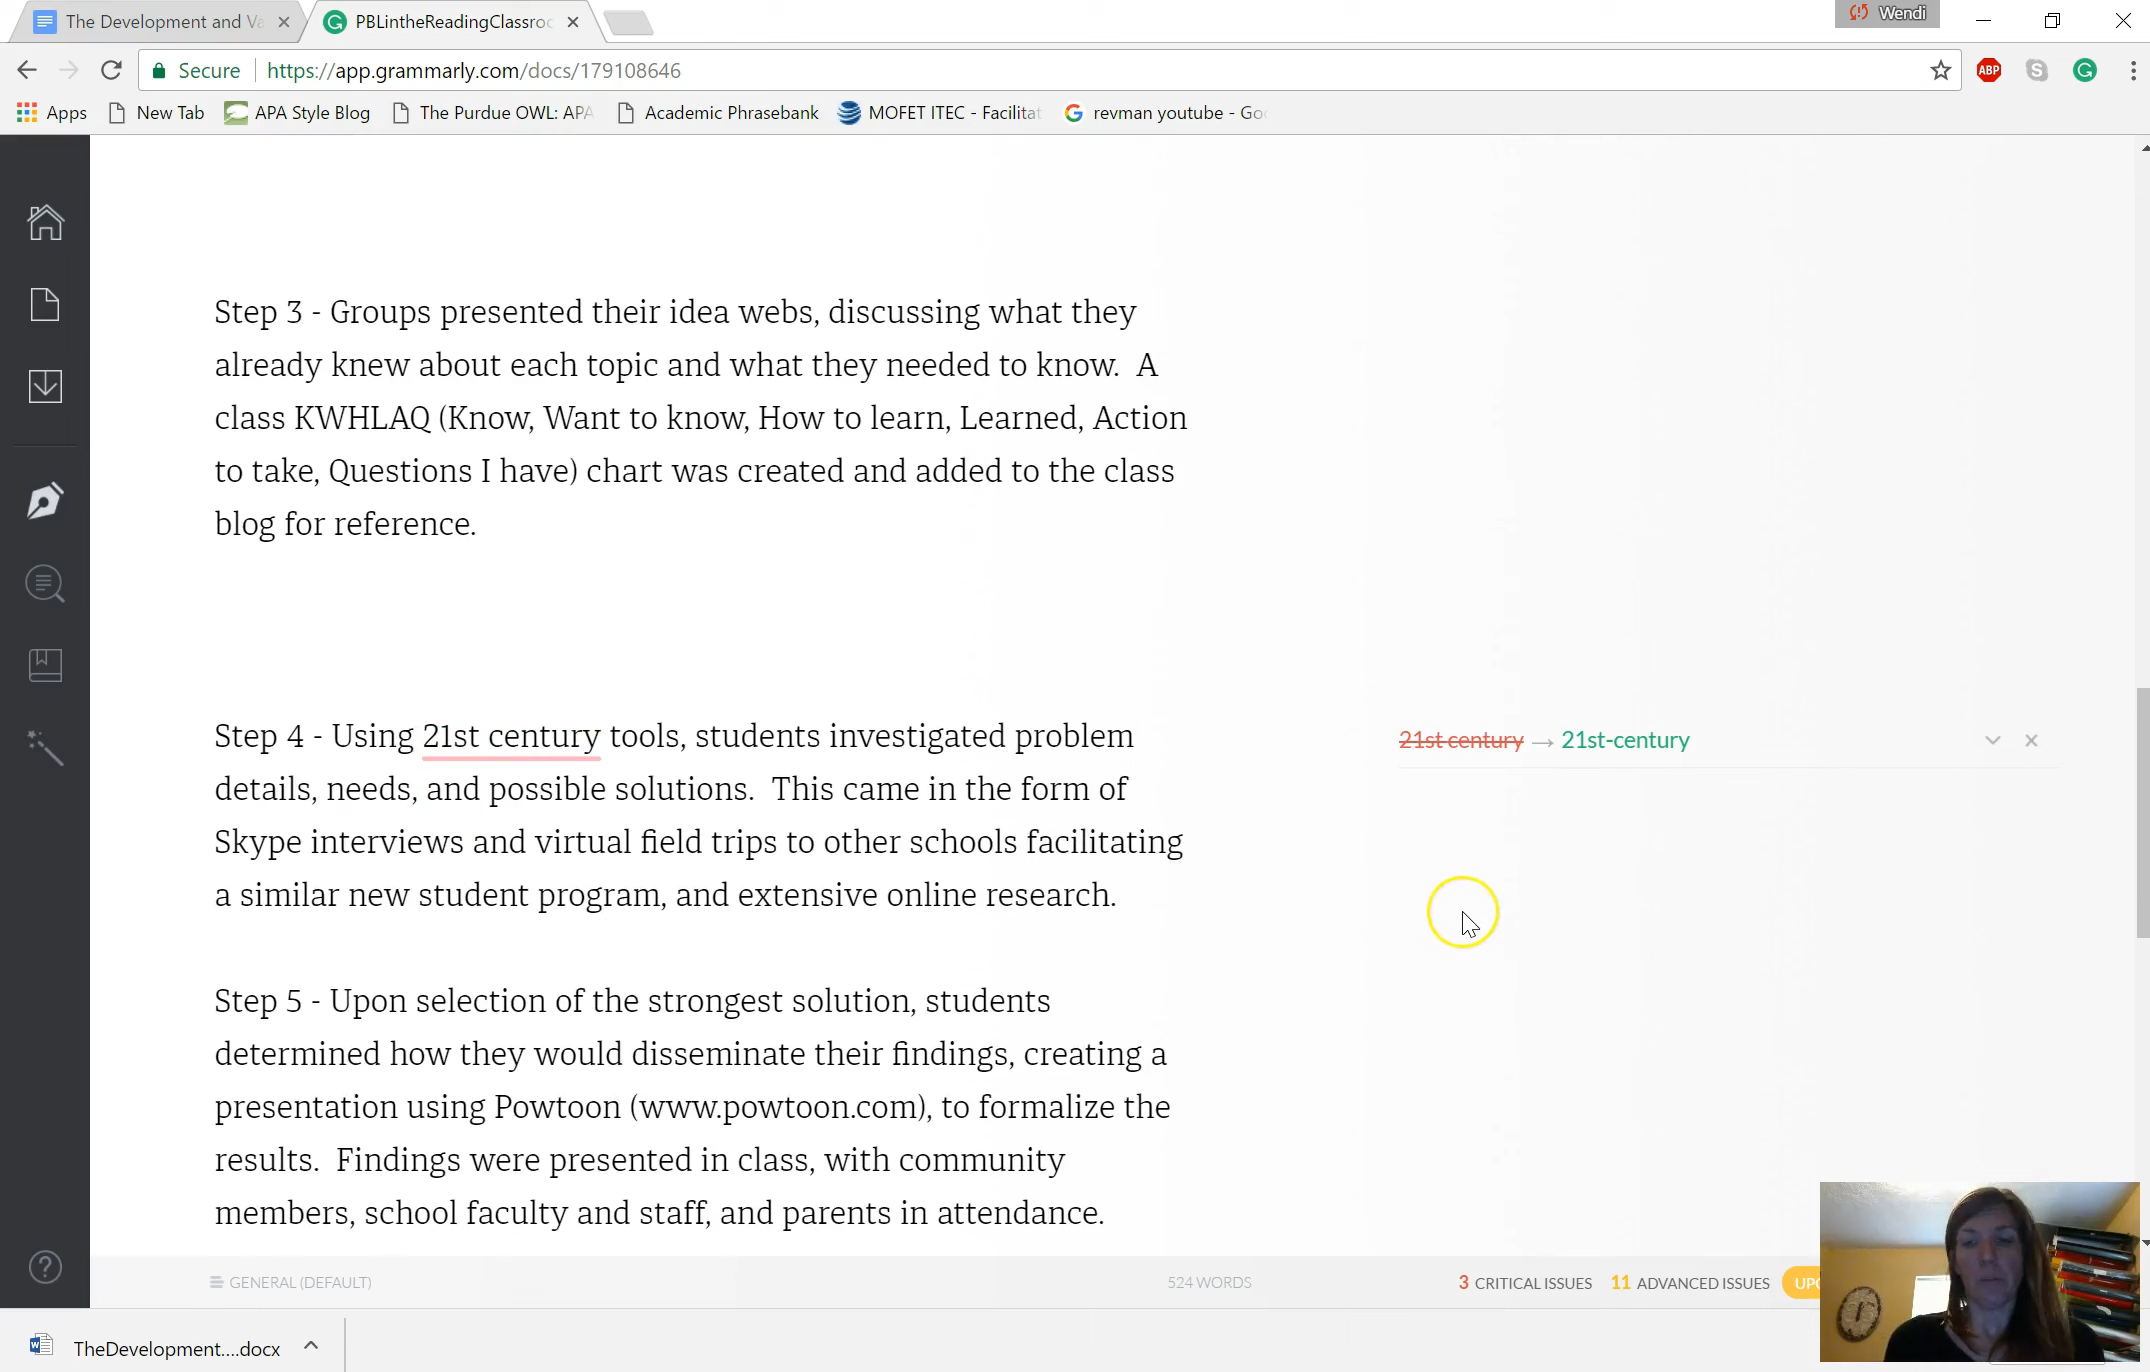 The Development and Va
PBLintheReadingClassroo
Wendi
Secure
https://app.grammarly.com/docs/179108646
ABP
Apps
New Tab
APA Style Blog
The Purdue OWL: APA
Academic Phrasebank
MOFET ITEC - Facilitat
revman youtube - Goo
Step 3 - Groups presented their idea webs, discussing what they
already knew about each topic and what they needed to know.  A
class KWHLAQ (Know, Want to know, How to learn, Learned, Action
to take, Questions I have) chart was created and added to the class
blog for reference.
Step 4 - Using 21st century tools, students investigated problem
21st century → 21st-century
details, needs, and possible solutions.  This came in the form of
Skype interviews and virtual field trips to other schools facilitating
a similar new student program, and extensive online research.
Step 5 - Upon selection of the strongest solution, students
determined how they would disseminate their findings, creating a
presentation using Powtoon (www.powtoon.com), to formalize the
results.  Findings were presented in class, with community
members, school faculty and staff, and parents in attendance.
GENERAL (DEFAULT)
524 WORDS
3 CRITICAL ISSUES
11 ADVANCED ISSUES
UPG
TheDevelopment....docx